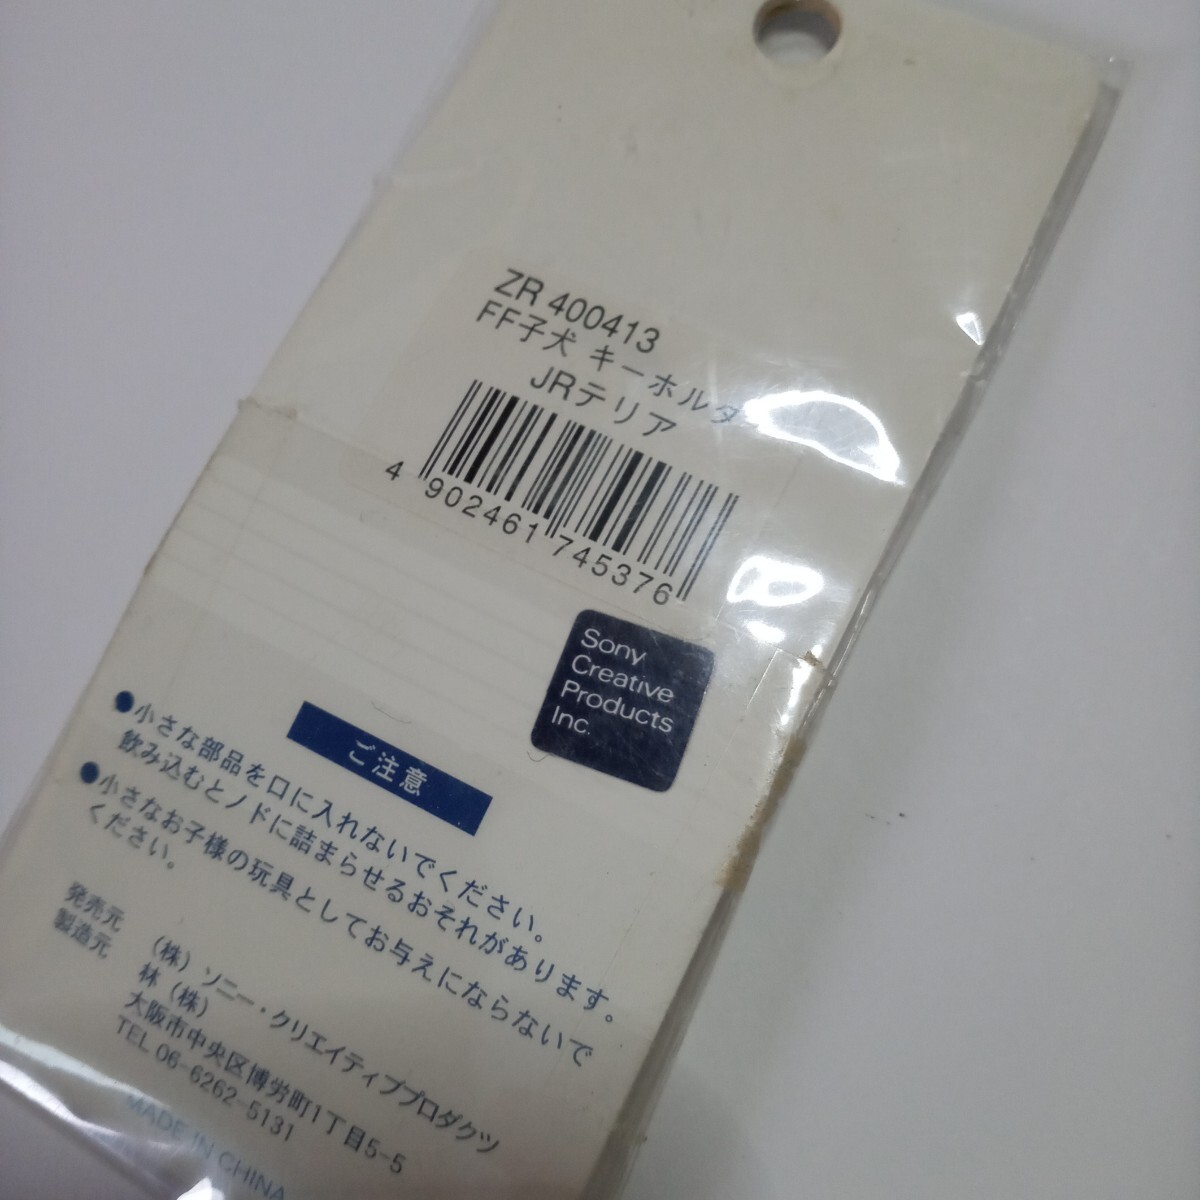 ZR 400413
FF子犬 キーホルダー
JRテリア
4 902461 745376
Sony
Creative
Products
Inc.
ご注意
●小さな部品を口に入れないでください。
飲み込むとノドに詰まらせるおそれがあります。
●小さなお子様の玩具としてお与えにならないで
ください。
発売元 (株)ソニー・クリエイティブプロダクツ
製造元 林(株)
大阪市中央区博労町1丁目5-5
TEL 06-6262-5131
MADE IN CHINA